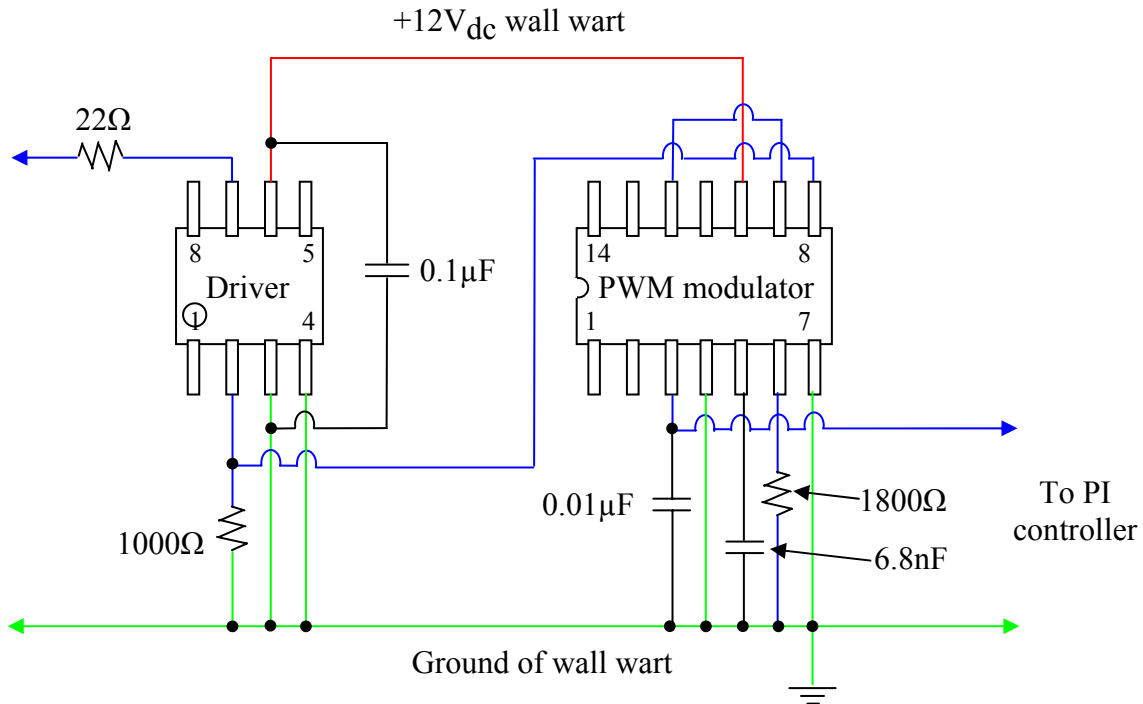 +12Vdc wall wart
22Ω
8
5
Driver
1
4
0.1µF
14
8
PWM modulator
1
7
0.01µF
1800Ω
To PI
controller
1000Ω
6.8nF
Ground of wall wart